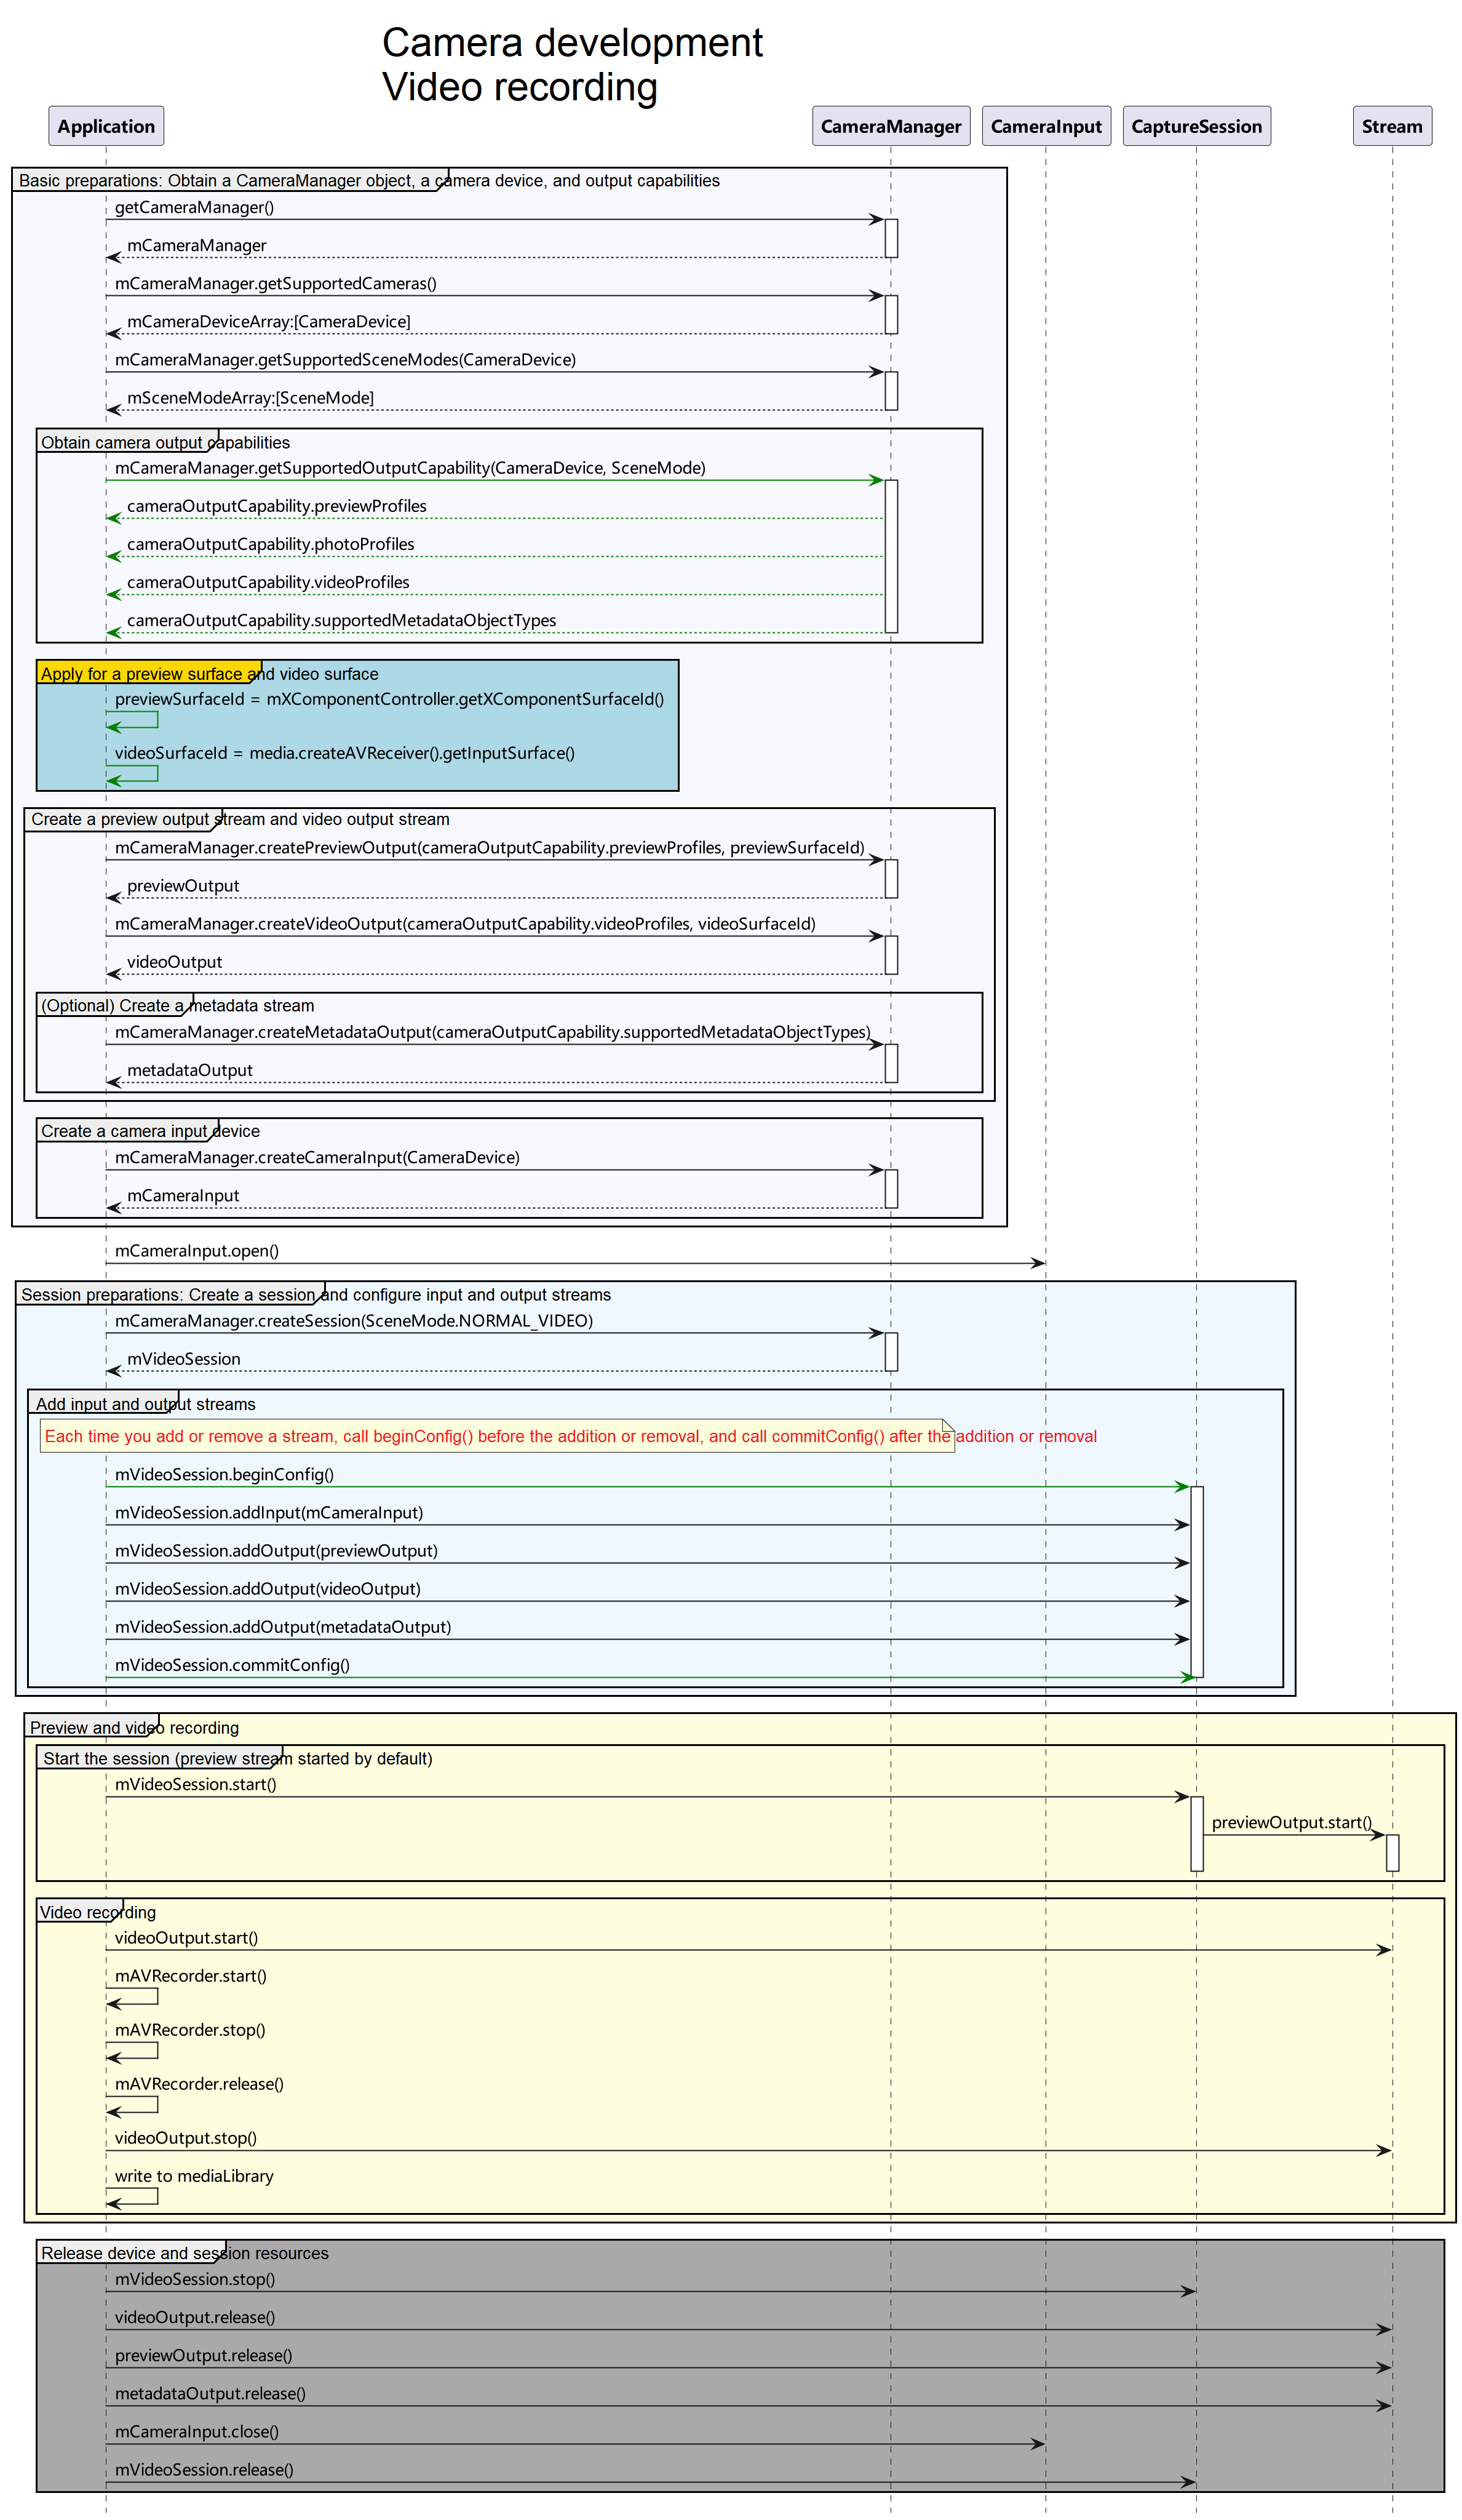 Camera development
Video recording
Application
CameraManager
CameraInput
CaptureSession
Stream
Basic preparations: Obtain a CameraManager object, a camera device, and output capabilities
getCameraManager()
mCameraManager
mCameraManager.getSupportedCameras()
mCameraDeviceArray:[CameraDevice]
mCameraManager.getSupportedSceneModes(CameraDevice)
mSceneModeArray:[SceneMode]
Obtain camera output capabilities
mCameraManager.getSupportedOutputCapability(CameraDevice, SceneMode)
cameraOutputCapability.previewProfiles
cameraOutputCapability.photoProfiles
cameraOutputCapability.videoProfiles
cameraOutputCapability.supportedMetadataObjectTypes
Apply for a preview surface and video surface
previewSurfaceId = mXComponentController.getXComponentSurfaceId()
videoSurfaceId = media.createAVReceiver().getInputSurface()
Create a preview output stream and video output stream
mCameraManager.createPreviewOutput(cameraOutputCapability.previewProfiles, previewSurfaceId)
previewOutput
mCameraManager.createVideoOutput(cameraOutputCapability.videoProfiles, videoSurfaceId)
videoOutput
(Optional) Create a metadata stream
mCameraManager.createMetadataOutput(cameraOutputCapability.supportedMetadataObjectTypes)
metadataOutput
Create a camera input device
mCameraManager.createCameraInput(CameraDevice)
mCameraInput
mCameraInput.open()
Session preparations: Create a session and configure input and output streams
mCameraManager.createSession(SceneMode.NORMAL_VIDEO)
mVideoSession
Add input and output streams
Each time you add or remove a stream, call beginConfig() before the addition or removal, and call commitConfig() after the addition or removal
mVideoSession.beginConfig()
mVideoSession.addInput(mCameraInput)
mVideoSession.addOutput(previewOutput)
mVideoSession.addOutput(videoOutput)
mVideoSession.addOutput(metadataOutput)
mVideoSession.commitConfig()
Preview and video recording
Start the session (preview stream started by default)
mVideoSession.start()
previewOutput.start()
Video recording
videoOutput.start()
mAVRecorder.start()
mAVRecorder.stop()
mAVRecorder.release()
videoOutput.stop()
write to mediaLibrary
Release device and session resources
mVideoSession.stop()
videoOutput.release()
previewOutput.release()
metadataOutput.release()
mCameraInput.close()
mVideoSession.release()